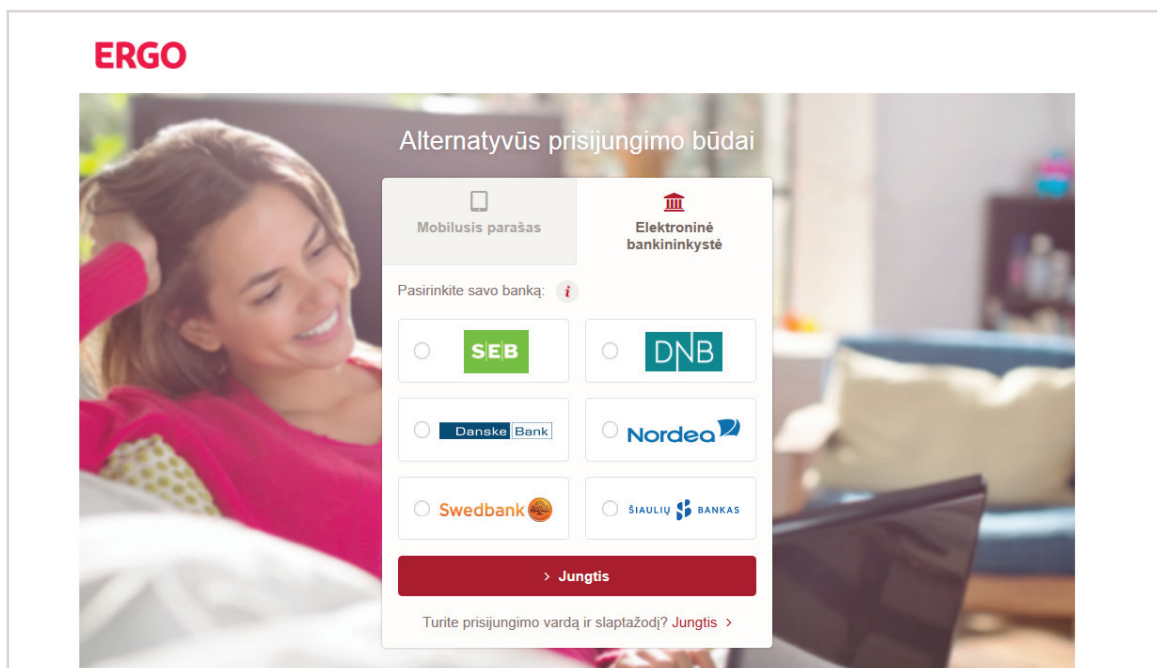 ERGO
Alternatyvūs prisijungimo būdai
Mobilusis parašas
Elektroninė
bankininkystė
Pasirinkite savo banką: i
SEB
DNB
Danske Bank
Nordea
Swedbank
ŠIAULIŲ BANKAS
> Jungtis
Turite prisijungimo vardą ir slaptažodį? Jungtis >